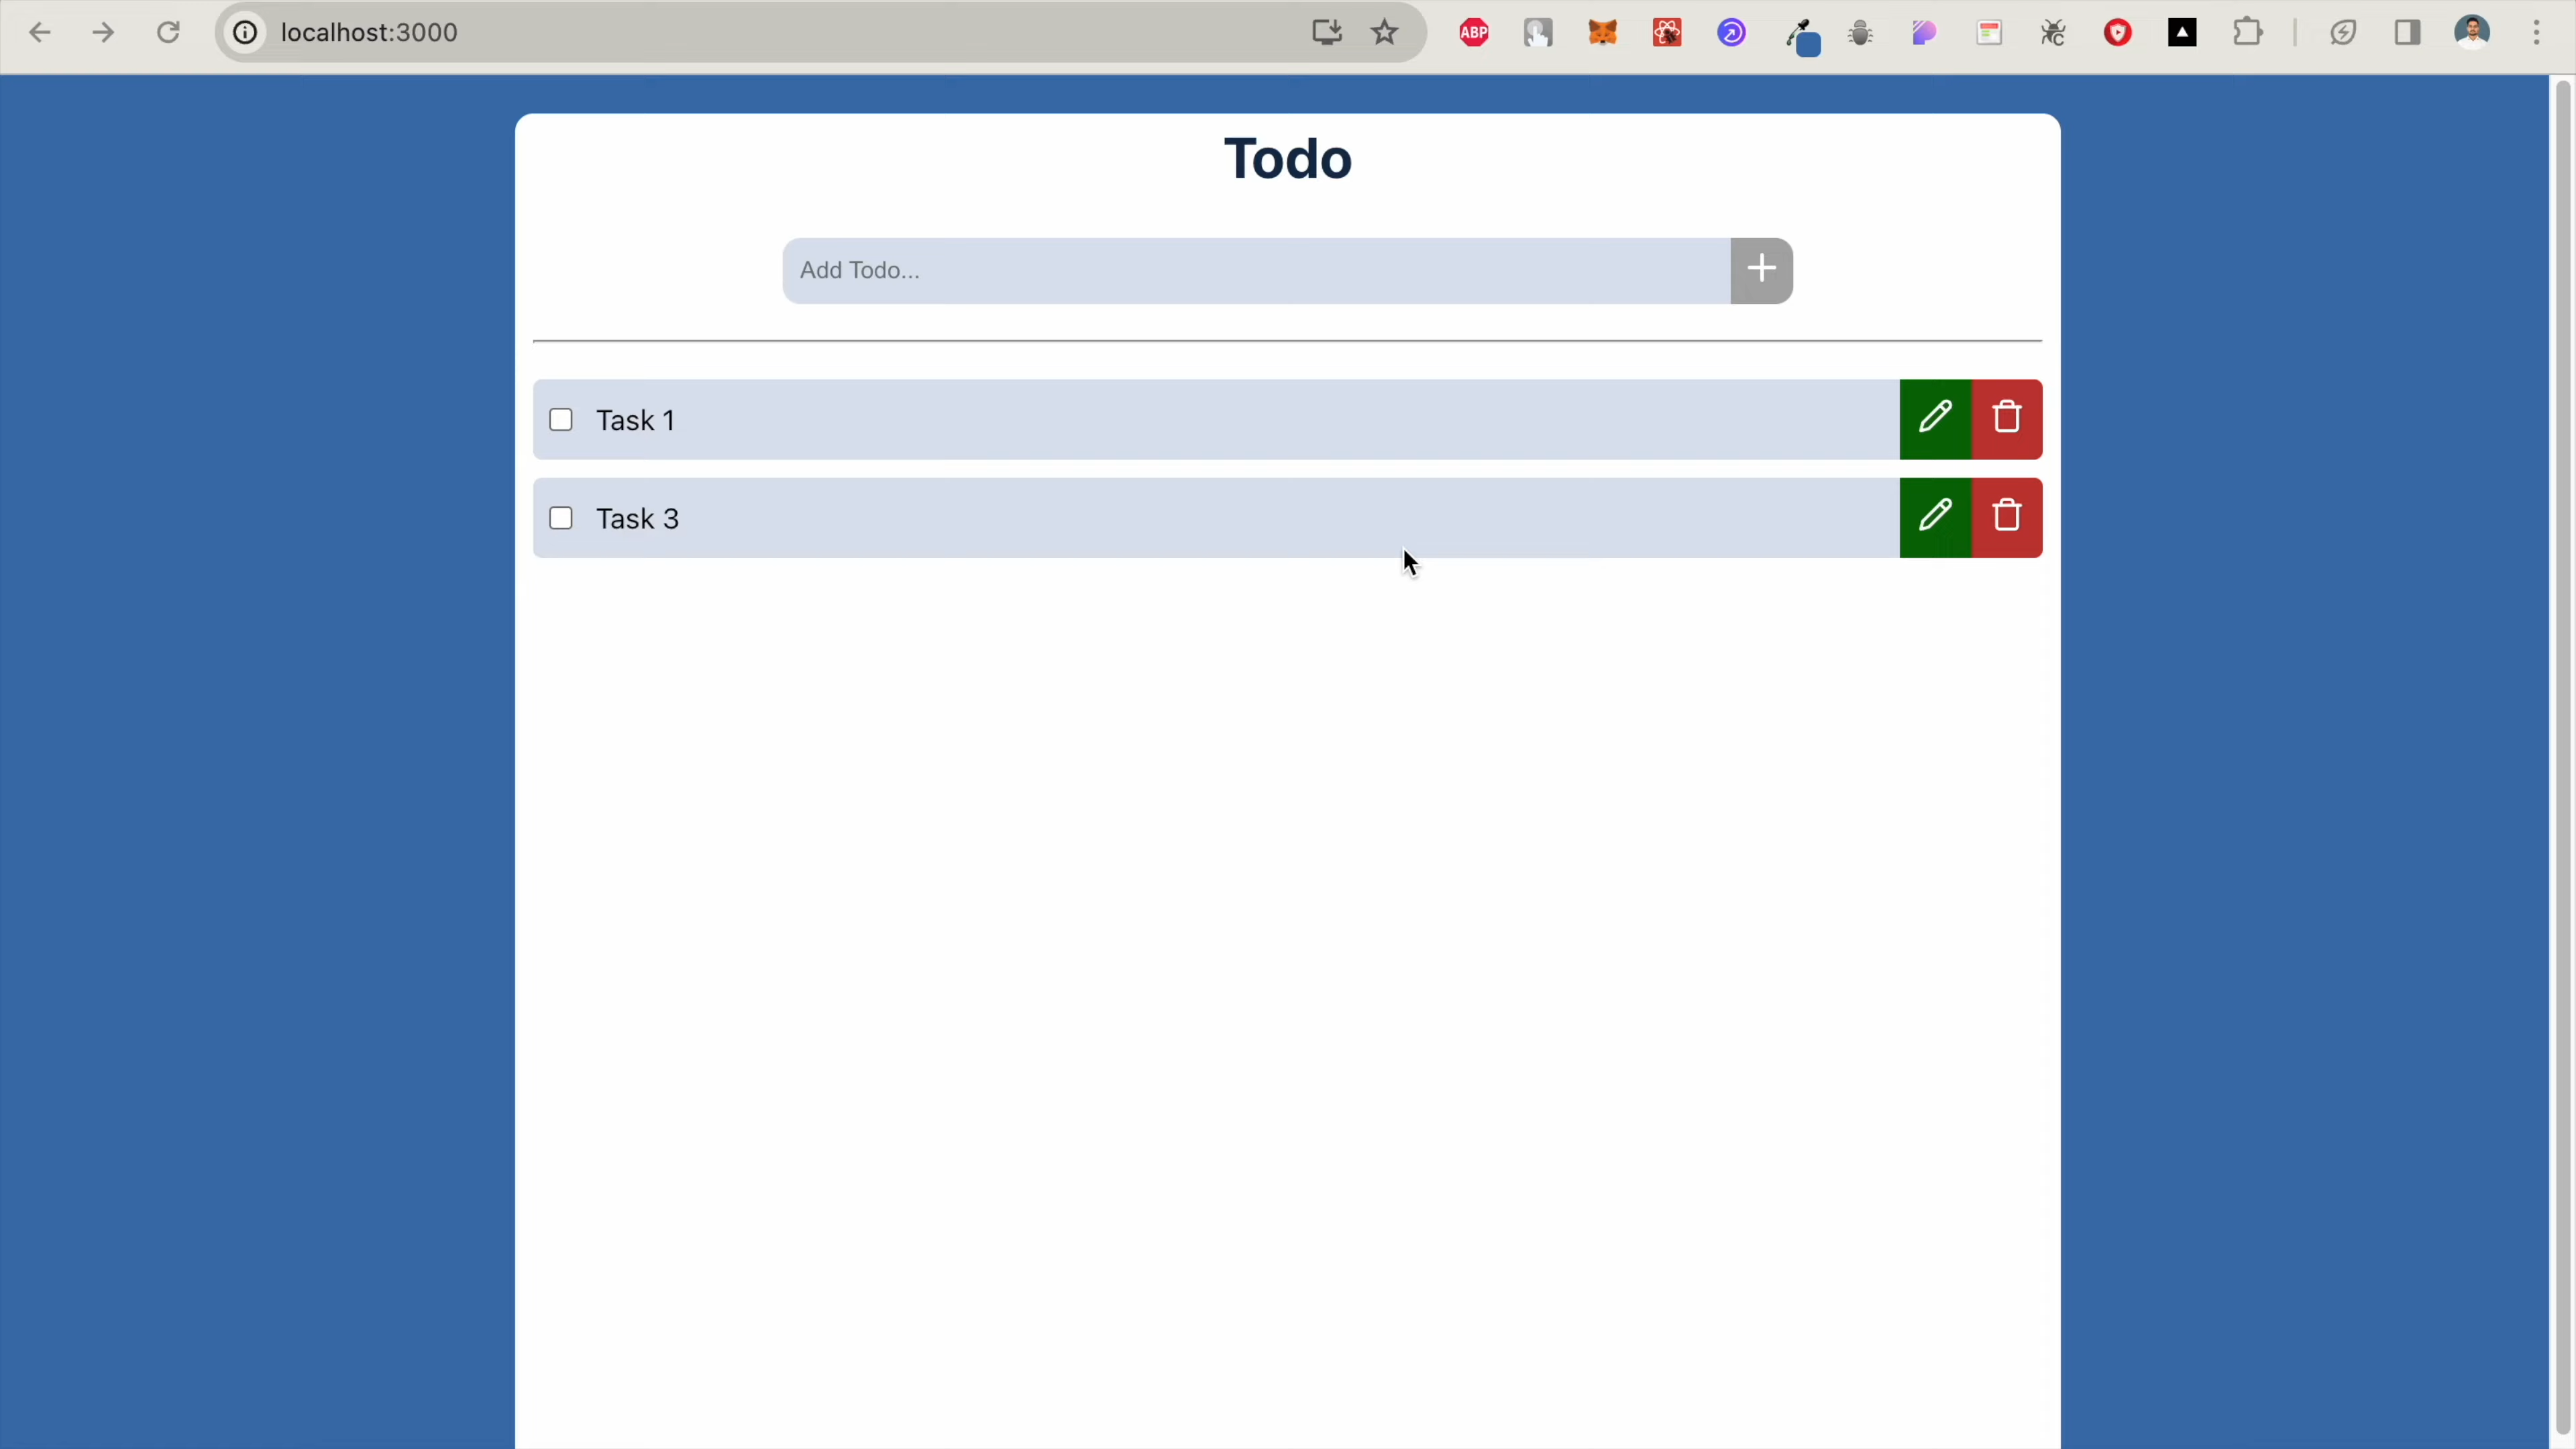 localhost:3000
ABP
Todo
Add Todo...
Task 1
Task 3